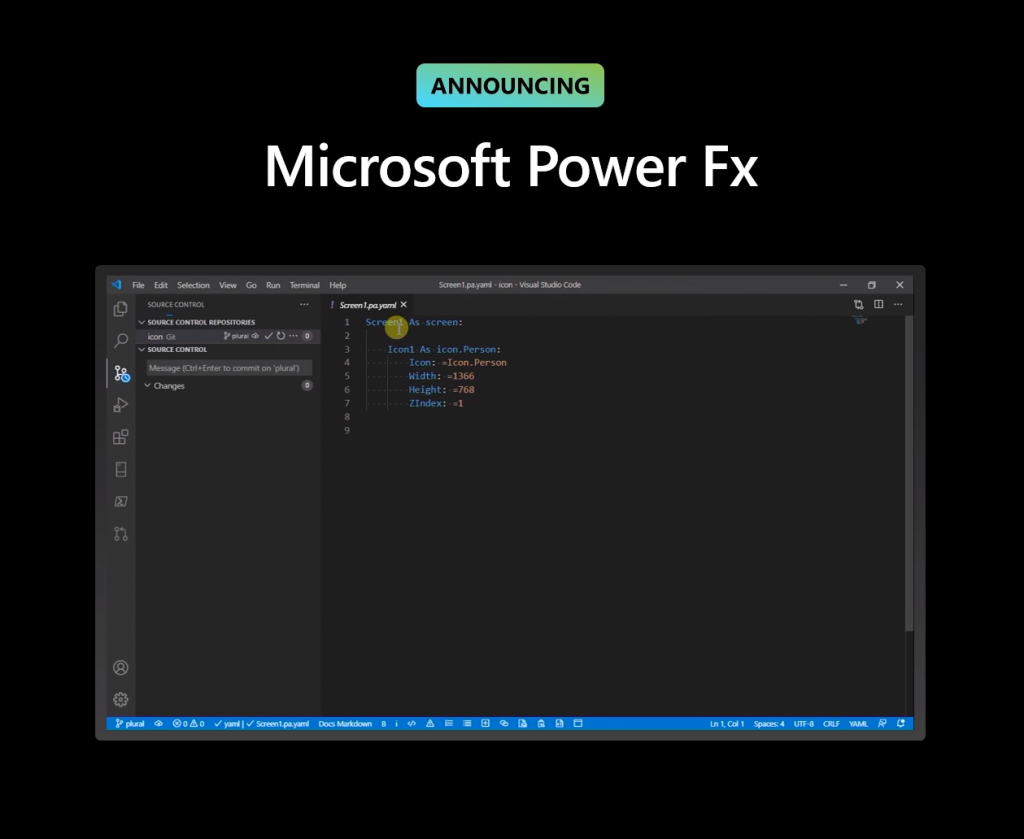 ANNOUNCING
Microsoft Power Fx
File Edit Selection View Go Run Terminal Help
Screen1.pa.yaml - icon - Visual Studio Code
SOURCE CONTROL ···
! Screen1.pa.yaml ×
SOURCE CONTROL REPOSITORIES
icon Git
plural ··· 0
SOURCE CONTROL
Message (Ctrl+Enter to commit on 'plural')
Changes 0
1 Screen1 As screen:
2
3 Icon1 As icon.Person:
4 Icon: =Icon.Person
5 Width: =1366
6 Height: =768
7 ZIndex: =1
8
9
plural 0 0 yaml | Screen1.pa.yaml Docs Markdown 8 i Ln 1, Col 1 Spaces: 4 UTF-8 CRLF YAML